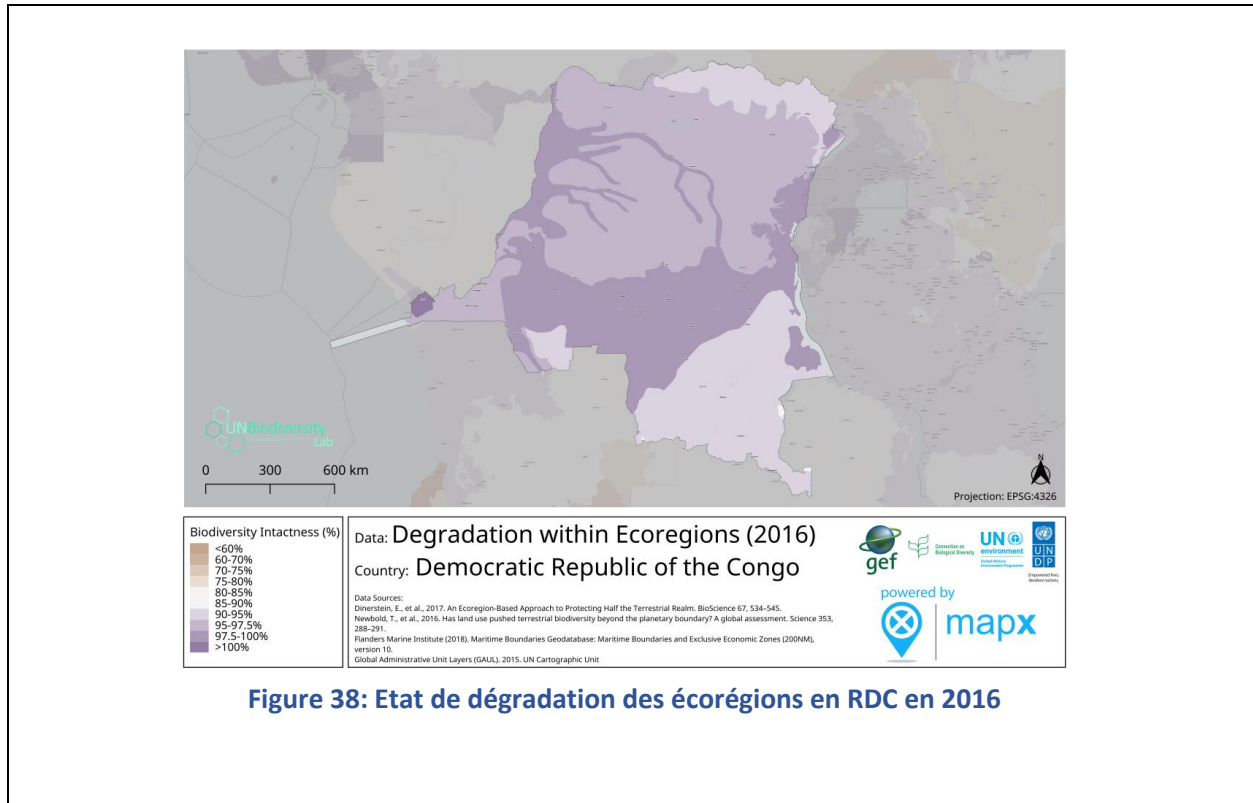 UNBiodiversity
Lab
0 300 600 km
N
Projection: EPSG:4326
Biodiversity Intactness (%)
<60%
60-70%
70-75%
75-80%
80-85%
85-90%
90-95%
95-97.5%
97.5-100%
>100%
Data: Degradation within Ecoregions (2016)
Country: Democratic Republic of the Congo
Data Sources:
Dinerstein, E., et al., 2017. An Ecoregion-Based Approach to Protecting Half the Terrestrial Realm. BioScience 67, 534–545.
Newbold, T., et al., 2016. Has land use pushed terrestrial biodiversity beyond the planetary boundary? A global assessment. Science 353,
288–291.
Flanders Marine Institute (2018). Maritime Boundaries Geodatabase: Maritime Boundaries and Exclusive Economic Zones (200NM),
version 10.
Global Administrative Unit Layers (GAUL). 2015. UN Cartographic Unit
gef
Convention on
Biological Diversity
UN
environment
United Nations
Environment Programme
U N
D P
Empowered lives.
Resilient nations.
powered by
mapx
Figure 38: Etat de dégradation des écorégions en RDC en 2016